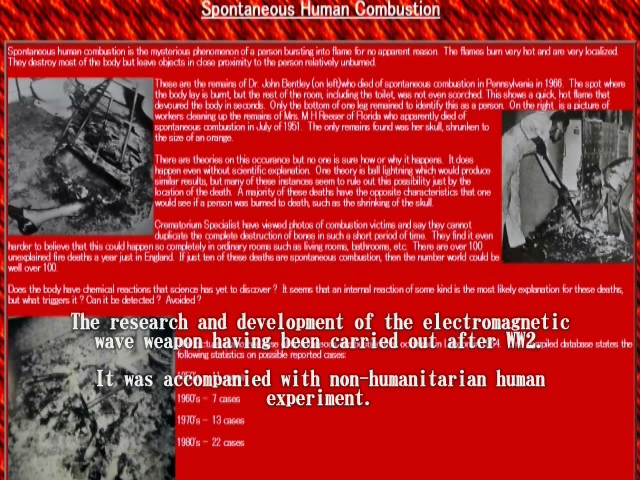 Spontaneous Human Combustion
Spontaneous human combustion is the mysterious phenomenon of a person bursting into flame for no apparent reason. The flames burn very hot and are very localized.
They destroy most of the body but leave objects in close proximity to the person relatively unburned.
These are the remains of Dr. John Bentley (on left)who died of spontaneous combustion in Pennsylvania in 1966. The spot where
the body lay is burnt, but the rest of the room, including the toilet, was not even scorched. This shows a quick, hot flame that
devoured the body in seconds. Only the bottom of one leg remained to identify this as a person. On the right, is a picture of
workers cleaning up the remains of Mrs. M H Reeser of Florida who apparently died of
spontaneous combustion in July of 1951. The only remains found was her skull, shrunken to
the size of an orange.
There are theories on this occurance but no one is sure how or why it happens. It does
happen even without scientific explanation. One theory is ball lightning which would produce
similar results, but many of these instances seem to rule out this possibility just by the
location of the death. A majority of these deaths have the opposite characteristics that one
would see if a person was burned to death, such as the shrinking of the skull.
Crematorium Specialist have viewed photos of combustion victims and say they cannot
duplicate the complete destruction of bones in such a short period of time. They find it even
harder to believe that this could happen so completely in ordinary rooms such as living rooms, bathrooms, etc. There are over 100
unexplained fire deaths a year just in England. If just ten of these deaths are spontaneous combustion, then the number world could be
well over 100.
Does the body have chemical reactions that science has yet to discover ? It seems that an internal reaction of some kind is the most likely explanation for these deaths,
but what triggers it ? Can it be detected ? Avoided ?
The research and development of the electromagnetic
wave weapon having been carried out after WW2.
database states the
following statistics on possible reported cases:
It was accompanied with non-humanitarian human
experiment.
1960's - 7 cases
1970's - 13 cases
1980's - 22 cases